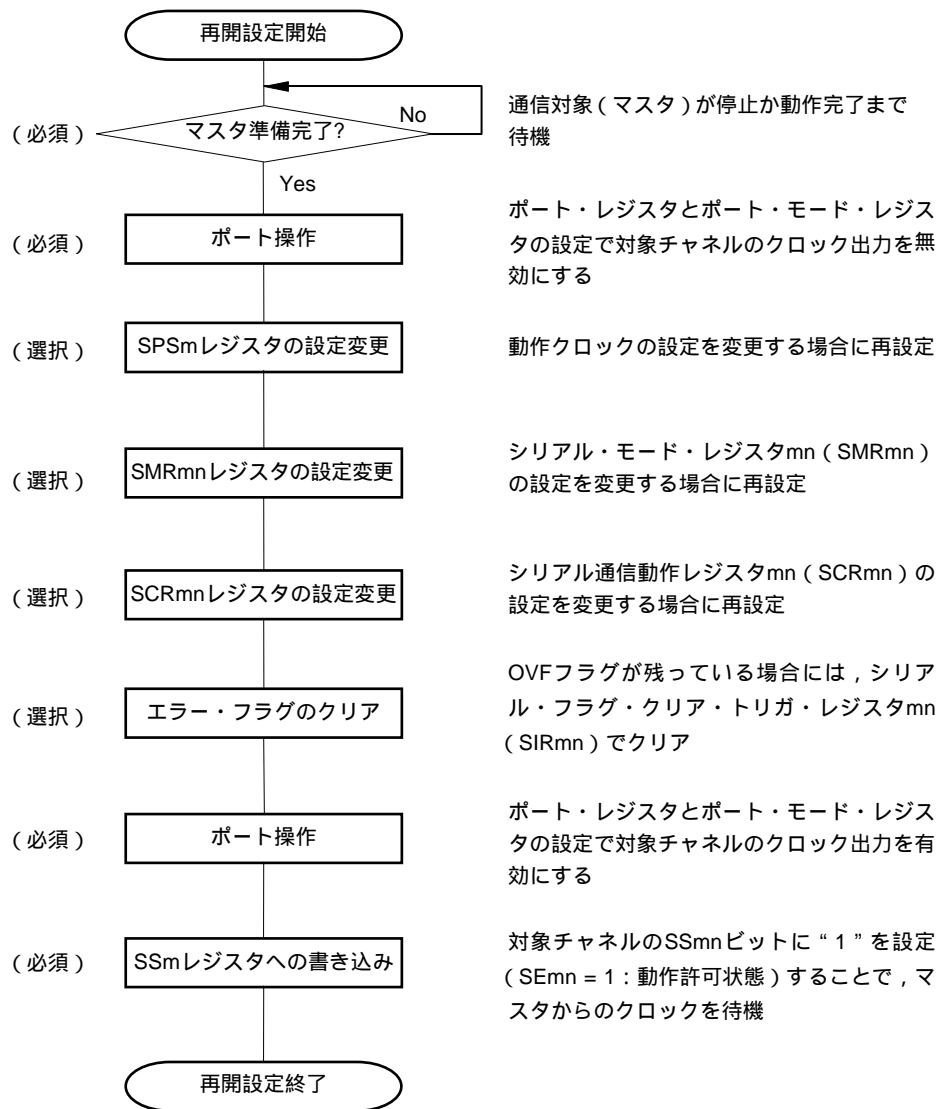 再開設定開始
No
通信対象（マスタ）が停止か動作完了まで
待機
（必須）
マスタ準備完了?
Yes
ポート・レジスタとポート・モード・レジス
タの設定で対象チャネルのクロック出力を無
効にする
（必須）
ポート操作
（選択）
SPSmレジスタの設定変更
動作クロックの設定を変更する場合に再設定
シリアル・モード・レジスタmn（SMRmn）
の設定を変更する場合に再設定
（選択）
SMRmnレジスタの設定変更
シリアル通信動作レジスタmn（SCRmn）の
設定を変更する場合に再設定
（選択）
SCRmnレジスタの設定変更
OVFフラグが残っている場合には，シリア
ル・フラグ・クリア・トリガ・レジスタmn
（SIRmn）でクリア
（選択）
エラー・フラグのクリア
ポート・レジスタとポート・モード・レジス
タの設定で対象チャネルのクロック出力を有
効にする
（必須）
ポート操作
対象チャネルのSSmnビットに“1”を設定
（SEmn = 1：動作許可状態）することで，マ
スタからのクロックを待機
（必須）
SSmレジスタへの書き込み
再開設定終了